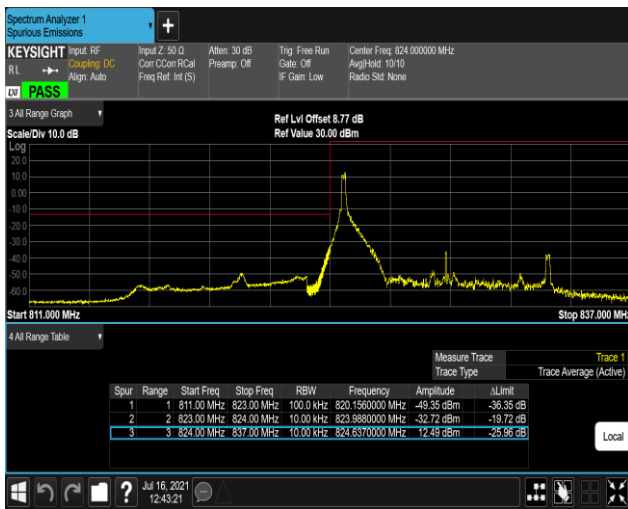 Spectrum Analyzer 1
Spurious Emissions
KEYSIGHT Input: RF Input Z: 50 Ω Atten: 30 dB Trig: Free Run Center Freq: 824.000000 MHz
RL Coupling: DC Corr CCorr RCal Preamp: Off Gate: Off Avg|Hold: 10/10
Align: Auto Freq Ref: Int (S) IF Gain: Low Radio Std: None
LXI PASS
3 All Range Graph
Ref Lvl Offset 8.77 dB
Scale/Div 10.0 dB Ref Value 30.00 dBm
Log
20.0
10.0
0.00
-10.0
-20.0
-30.0
-40.0
-50.0
-60.0
Start 811.000 MHz Stop 837.000 MHz
4 All Range Table
Measure Trace Trace 1
Trace Type Trace Average (Active)
Spur Range Start Freq Stop Freq RBW Frequency Amplitude ΔLimit
1 1 811.00 MHz 823.00 MHz 100.0 kHz 820.1560000 MHz -49.35 dBm -36.35 dB
2 2 823.00 MHz 824.00 MHz 10.00 kHz 823.9880000 MHz -32.72 dBm -19.72 dB
3 3 824.00 MHz 837.00 MHz 10.00 kHz 824.6370000 MHz 12.49 dBm -25.96 dB
Local
? Jul 16, 2021
12:43:21